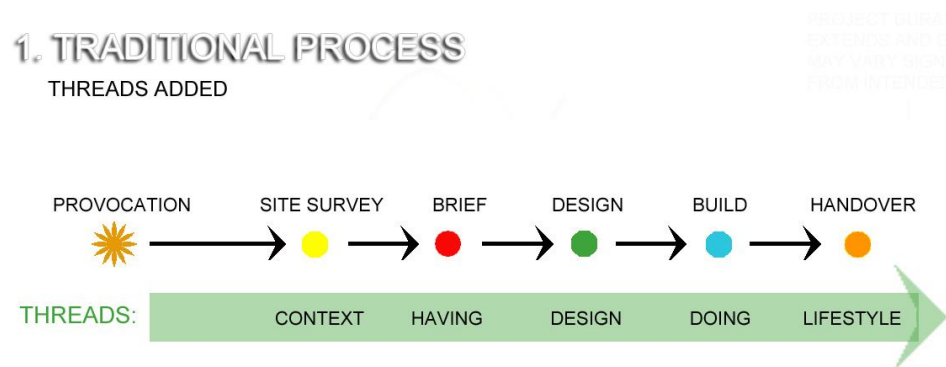 1. TRADITIONAL PROCESS
THREADS ADDED
PROVOCATION SITE SURVEY BRIEF DESIGN BUILD HANDOVER
THREADS: CONTEXT HAVING DESIGN DOING LIFESTYLE